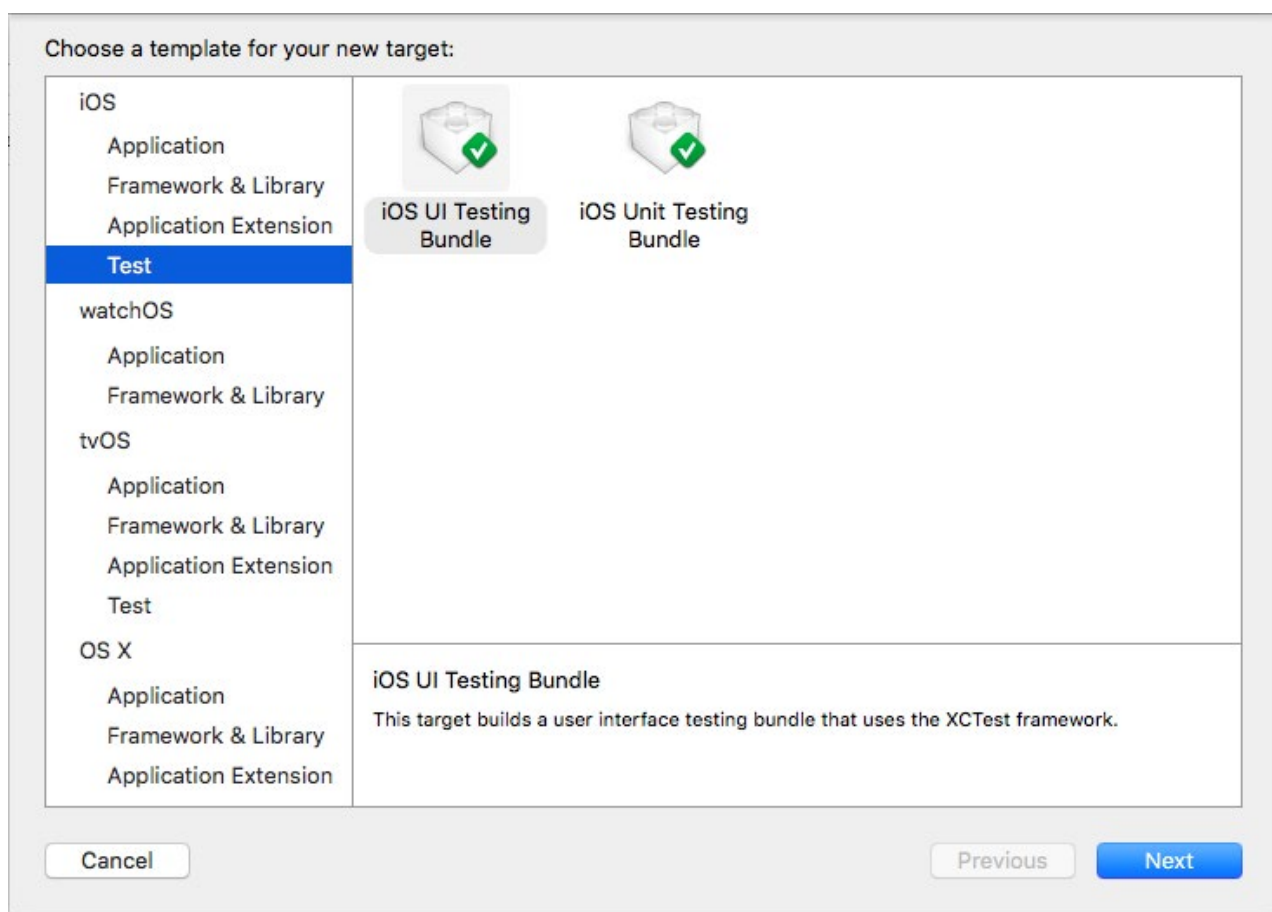 Choose a template for your new target:
iOS
Application
Framework & Library
Application Extension
Test
watchOS
Application
Framework & Library
tvOS
Application
Framework & Library
Application Extension
Test
OS X
Application
Framework & Library
Application Extension
iOS UI Testing
Bundle
iOS Unit Testing
Bundle
iOS UI Testing Bundle
This target builds a user interface testing bundle that uses the XCTest framework.
Cancel
Previous
Next